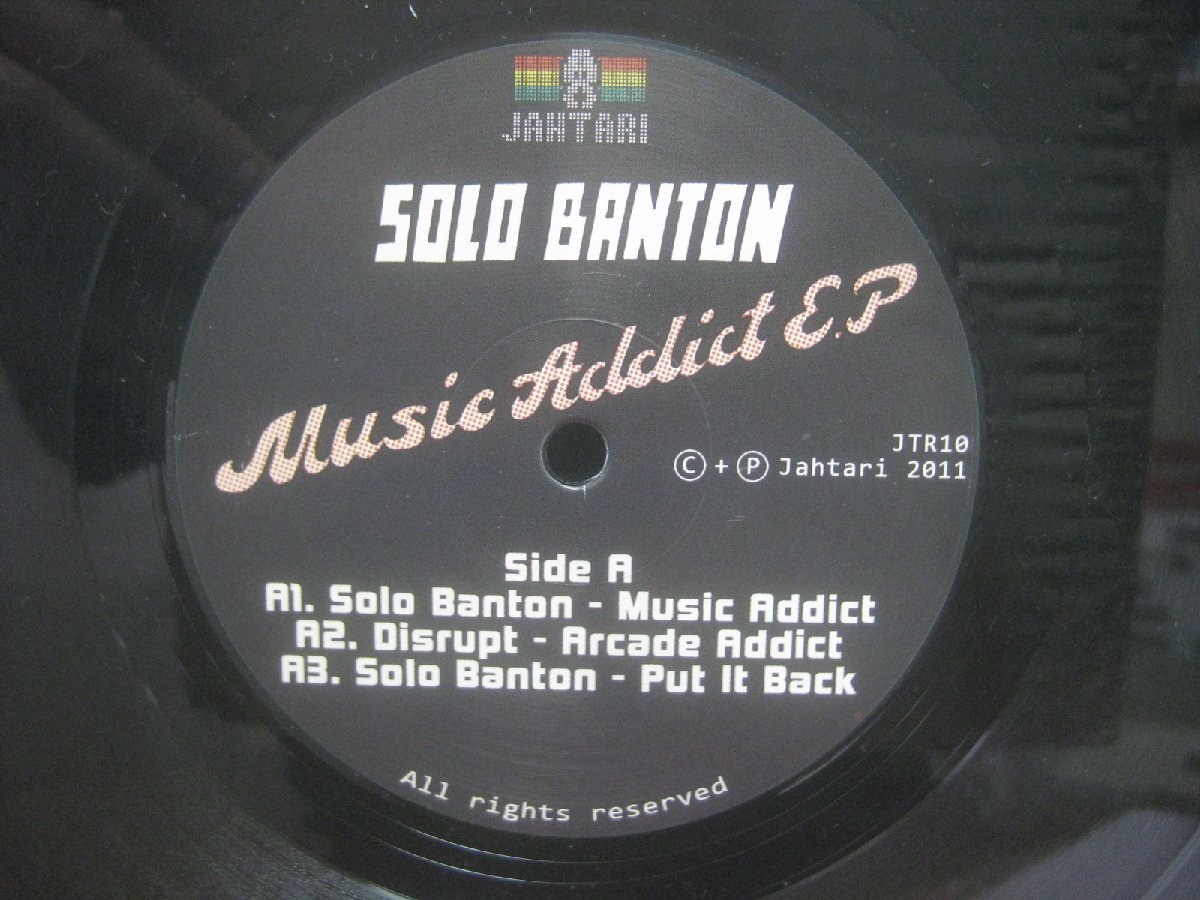 JAHTARI
SOLO BANTON
Music Addict E.P
JTR10
Ⓒ + Ⓟ Jahtari 2011
Side A
A1. Solo Banton - Music Addict
A2. Disrupt - Arcade Addict
A3. Solo Banton - Put It Back
All rights reserved